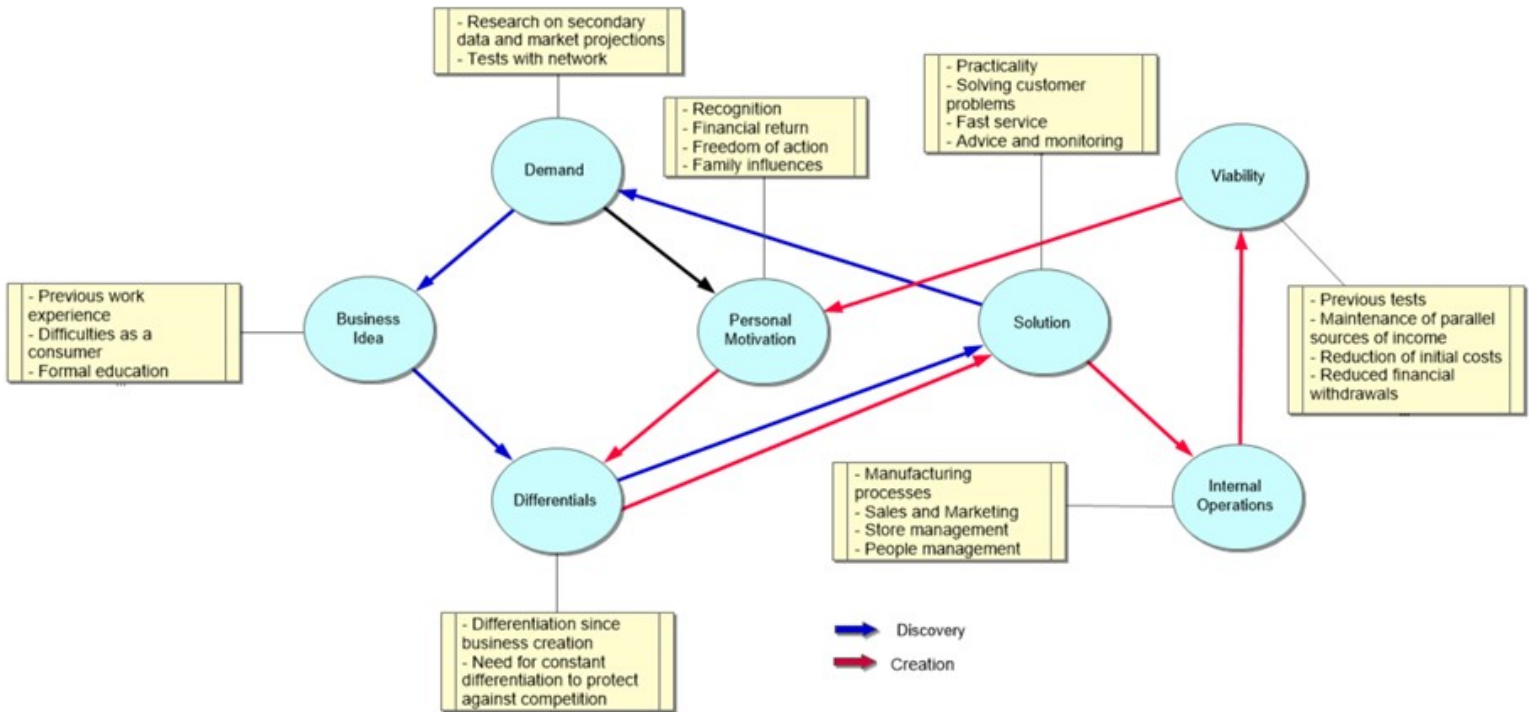 - Research on secondary
data and market projections
- Tests with network
- Recognition
- Financial return
- Freedom of action
- Family influences
- Practicality
- Solving customer
problems
- Fast service
- Advice and monitoring
Demand
Viability
- Previous work
experience
- Difficulties as a
consumer
- Formal education
...
Business
Idea
Personal
Motivation
Solution
- Previous tests
- Maintenance of parallel
sources of income
- Reduction of initial costs
- Reduced financial
withdrawals
...
Differentials
- Manufacturing
processes
- Sales and Marketing
- Store management
- People management
Internal
Operations
- Differentiation since
business creation
- Need for constant
differentiation to protect
against competition
Discovery
Creation